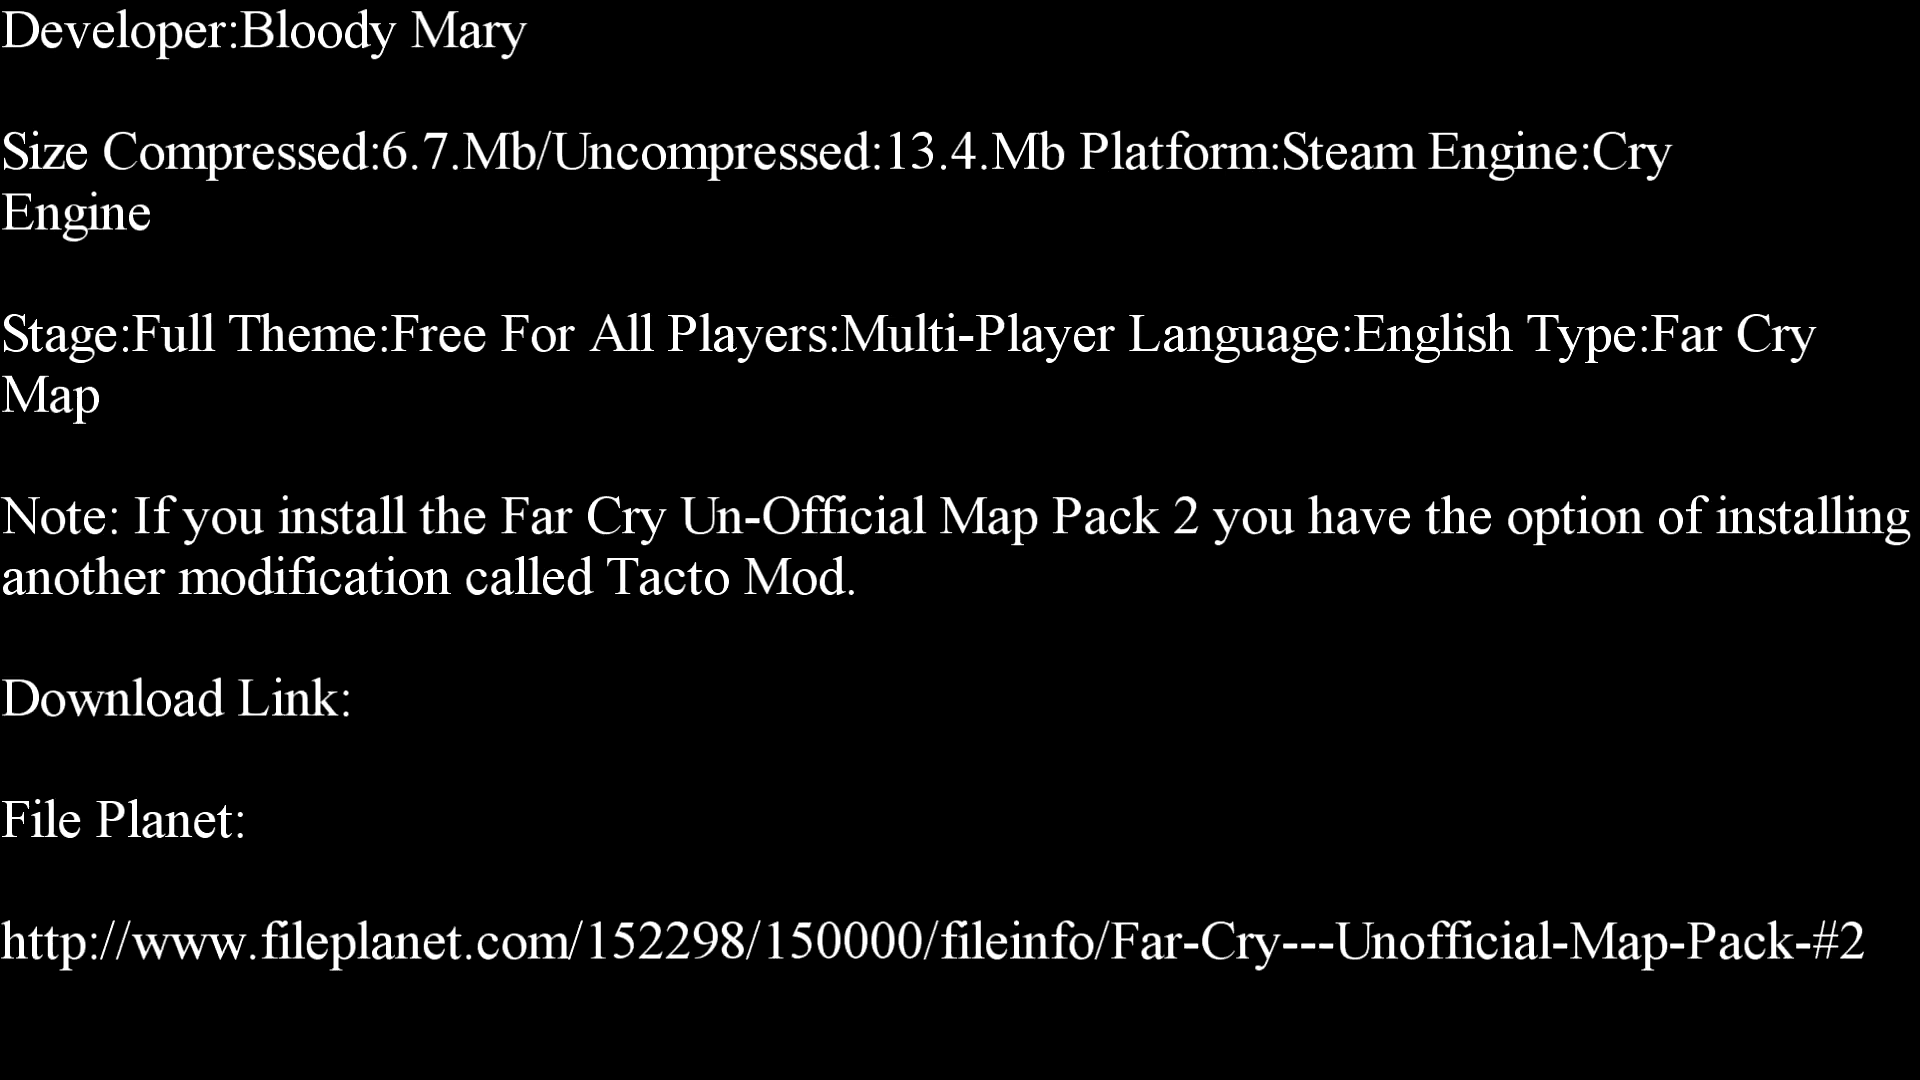 Developer:Bloody Mary
Size Compressed:6.7.Mb/Uncompressed:13.4.Mb Platform:Steam Engine:Cry
Engine
Stage:Full Theme:Free For All Players:Multi-Player Language:English Type:Far Cry
Map
Note: If you install the Far Cry Un-Official Map Pack 2 you have the option of installing
another modification called Tacto Mod.
Download Link:
File Planet:
http://www.fileplanet.com/152298/150000/fileinfo/Far-Cry---Unofficial-Map-Pack-#2